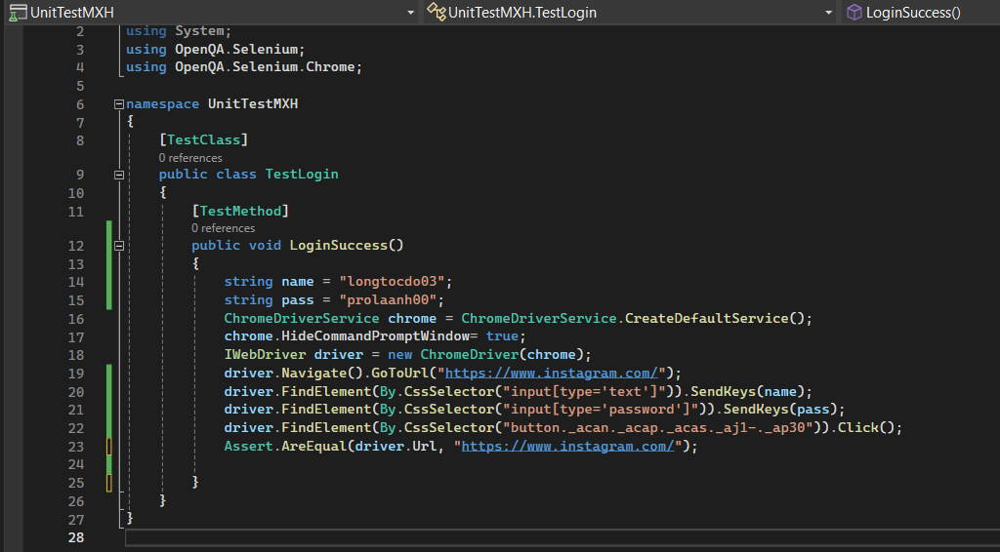 UnitTestMXH UnitTestMXH.TestLogin LoginSuccess()
2 using System;
3 using OpenQA.Selenium;
4 using OpenQA.Selenium.Chrome;
5
6 namespace UnitTestMXH
7 {
8 [TestClass]
0 references
9 public class TestLogin
10 {
11 [TestMethod]
0 references
12 public void LoginSuccess()
13 {
14 string name = "longtocdo03";
15 string pass = "prolaanh00";
16 ChromeDriverService chrome = ChromeDriverService.CreateDefaultService();
17 chrome.HideCommandPromptWindow= true;
18 IWebDriver driver = new ChromeDriver(chrome);
19 driver.Navigate().GoToUrl("https://www.instagram.com/");
20 driver.FindElement(By.CssSelector("input[type='text']")).SendKeys(name);
21 driver.FindElement(By.CssSelector("input[type='password']")).SendKeys(pass);
22 driver.FindElement(By.CssSelector("button._acan._acap._acas._aj1-._ap30")).Click();
23 Assert.AreEqual(driver.Url, "https://www.instagram.com/");
24
25 }
26 }
27 }
28